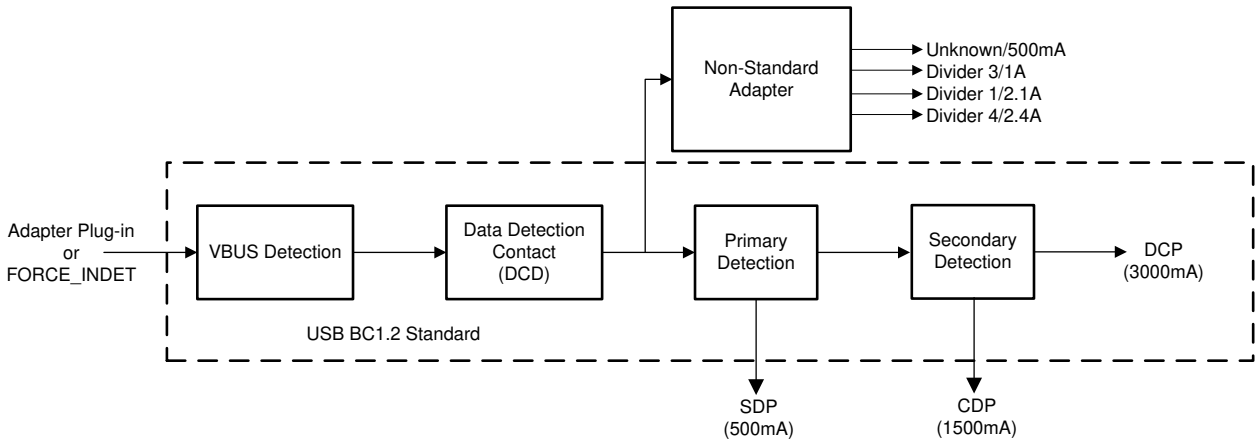 Non-Standard
Adapter
Unknown/500mA
Divider 3/1A
Divider 1/2.1A
Divider 4/2.4A
Adapter Plug-in
or
FORCE_INDET
VBUS Detection
Data Detection
Contact
(DCD)
Primary
Detection
Secondary
Detection
DCP
(3000mA)
USB BC1.2 Standard
SDP
(500mA)
CDP
(1500mA)